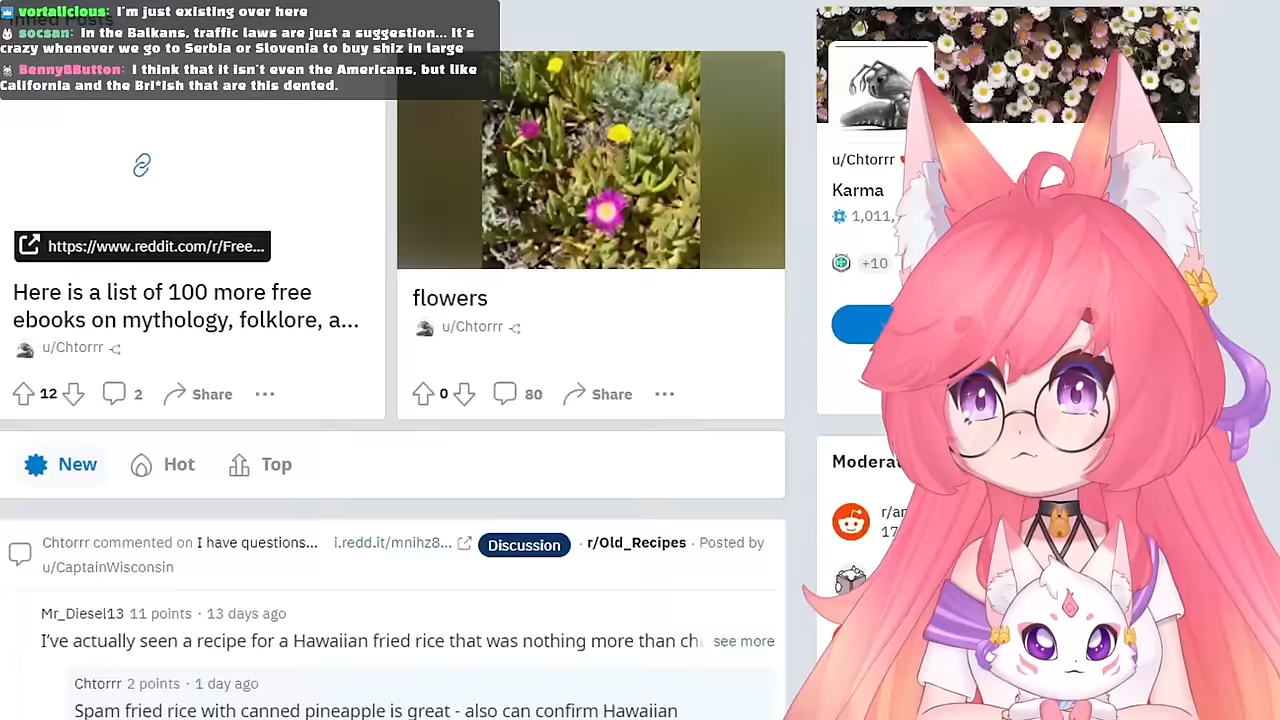 vortalicious: I'm just existing over here
socsan: In the Balkans, traffic laws are just a suggestion... It's
crazy whenever we go to Serbia or Slovenia to buy shiz in large
BennyBButton: I think that it isn't even the Americans, but like
California and the Bri*ish that are this dented.
https://www.reddit.com/r/Free...
Here is a list of 100 more free
ebooks on mythology, folklore, a...
u/Chtorrr
12
2
Share
flowers
u/Chtorrr
0
80
Share
New
Hot
Top
Chtorrr commented on I have questions... i.redd.it/mnihz8... Discussion · r/Old_Recipes · Posted by
u/CaptainWisconsin
Mr_Diesel13 11 points · 13 days ago
I've actually seen a recipe for a Hawaiian fried rice that was nothing more than ch see more
Chtorrr 2 points · 1 day ago
Spam fried rice with canned pineapple is great - also can confirm Hawaiian
u/Chtorrr
Karma
1,011,
+10
Modera
r/a
17